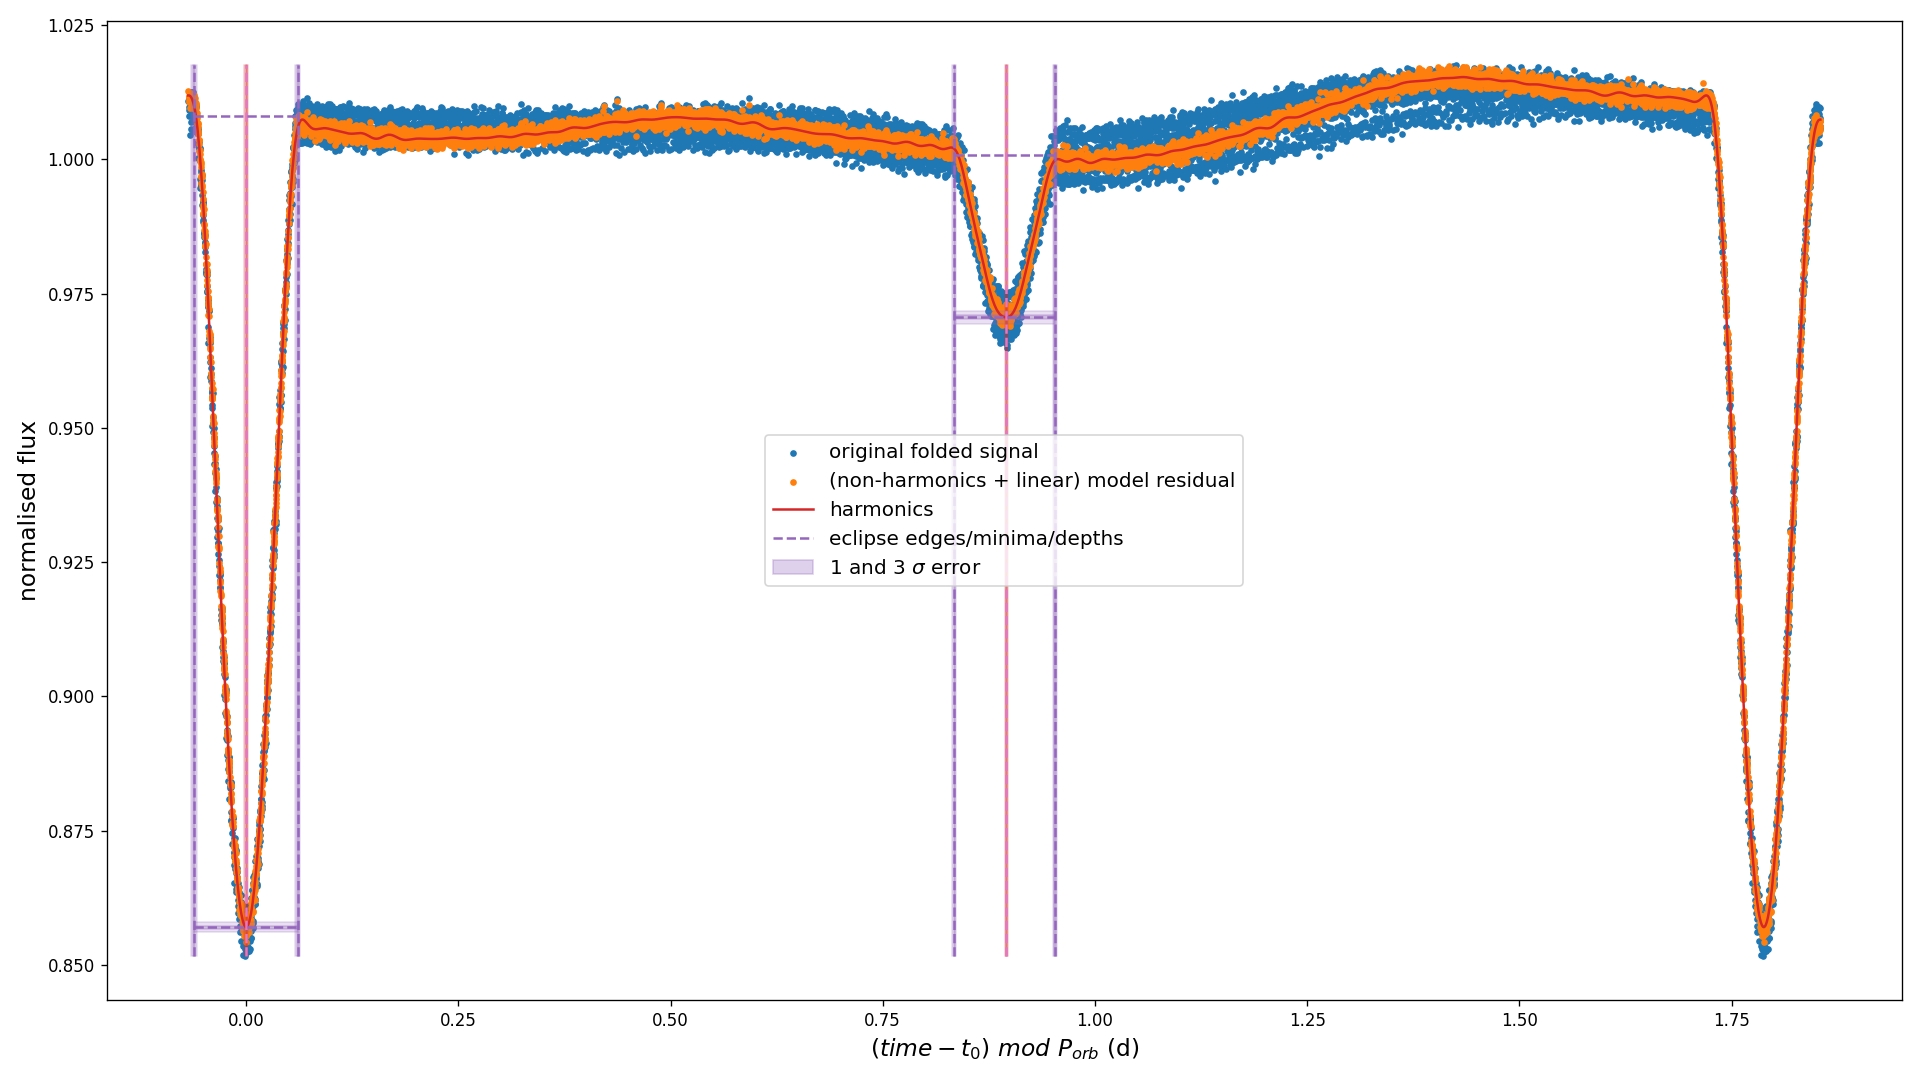 1.025
1.000
0.975
0.950
0.925
0.900
0.875
0.850
normalised flux
original folded signal
(non-harmonics + linear) model residual
harmonics
eclipse edges/minima/depths
1 and 3 σ error
0.00 0.25 0.50 0.75 1.00 1.25 1.50 1.75
(time − t₀) mod Pₒᵣb (d)